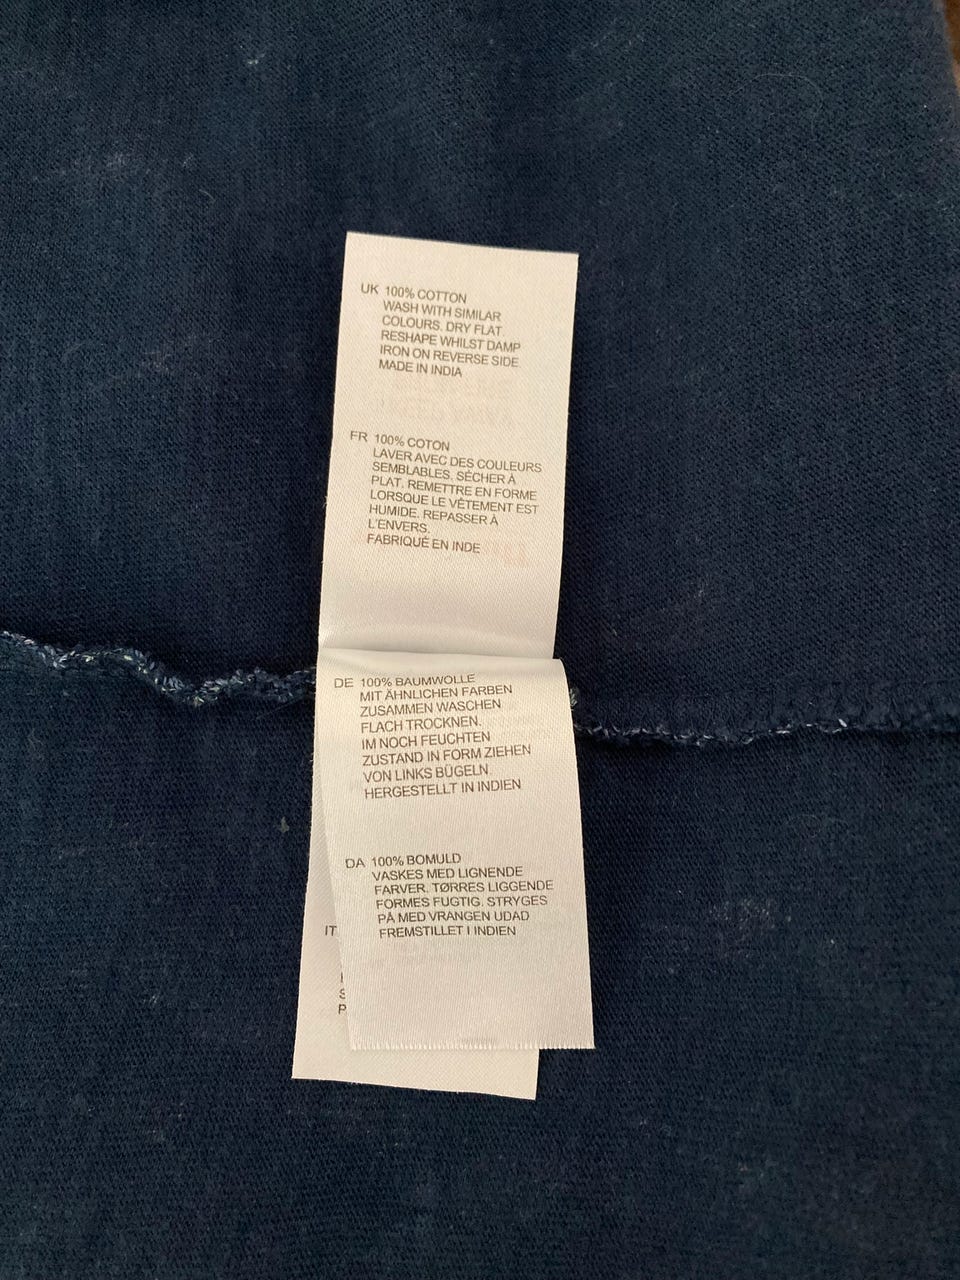 UK 100% COTTON
WASH WITH SIMILAR
COLOURS. DRY FLAT.
RESHAPE WHILST DAMP
IRON ON REVERSE SIDE
MADE IN INDIA
FR 100% COTON
LAVER AVEC DES COULEURS
SEMBLABLES. SÉCHER À
PLAT. REMETTRE EN FORME
LORSQUE LE VÊTEMENT EST
HUMIDE. REPASSER À
L'ENVERS.
FABRIQUÉ EN INDE
DE 100% BAUMWOLLE
MIT ÄHNLICHEN FARBEN
ZUSAMMEN WASCHEN
FLACH TROCKNEN.
IM NOCH FEUCHTEN
ZUSTAND IN FORM ZIEHEN
VON LINKS BÜGELN.
HERGESTELLT IN INDIEN
DA 100% BOMULD
VASKES MED LIGNENDE
FARVER. TØRRES LIGGENDE
FORMES FUGTIG. STRYGES
PÅ MED VRANGEN UDAD
FREMSTILLET I INDIEN
IT